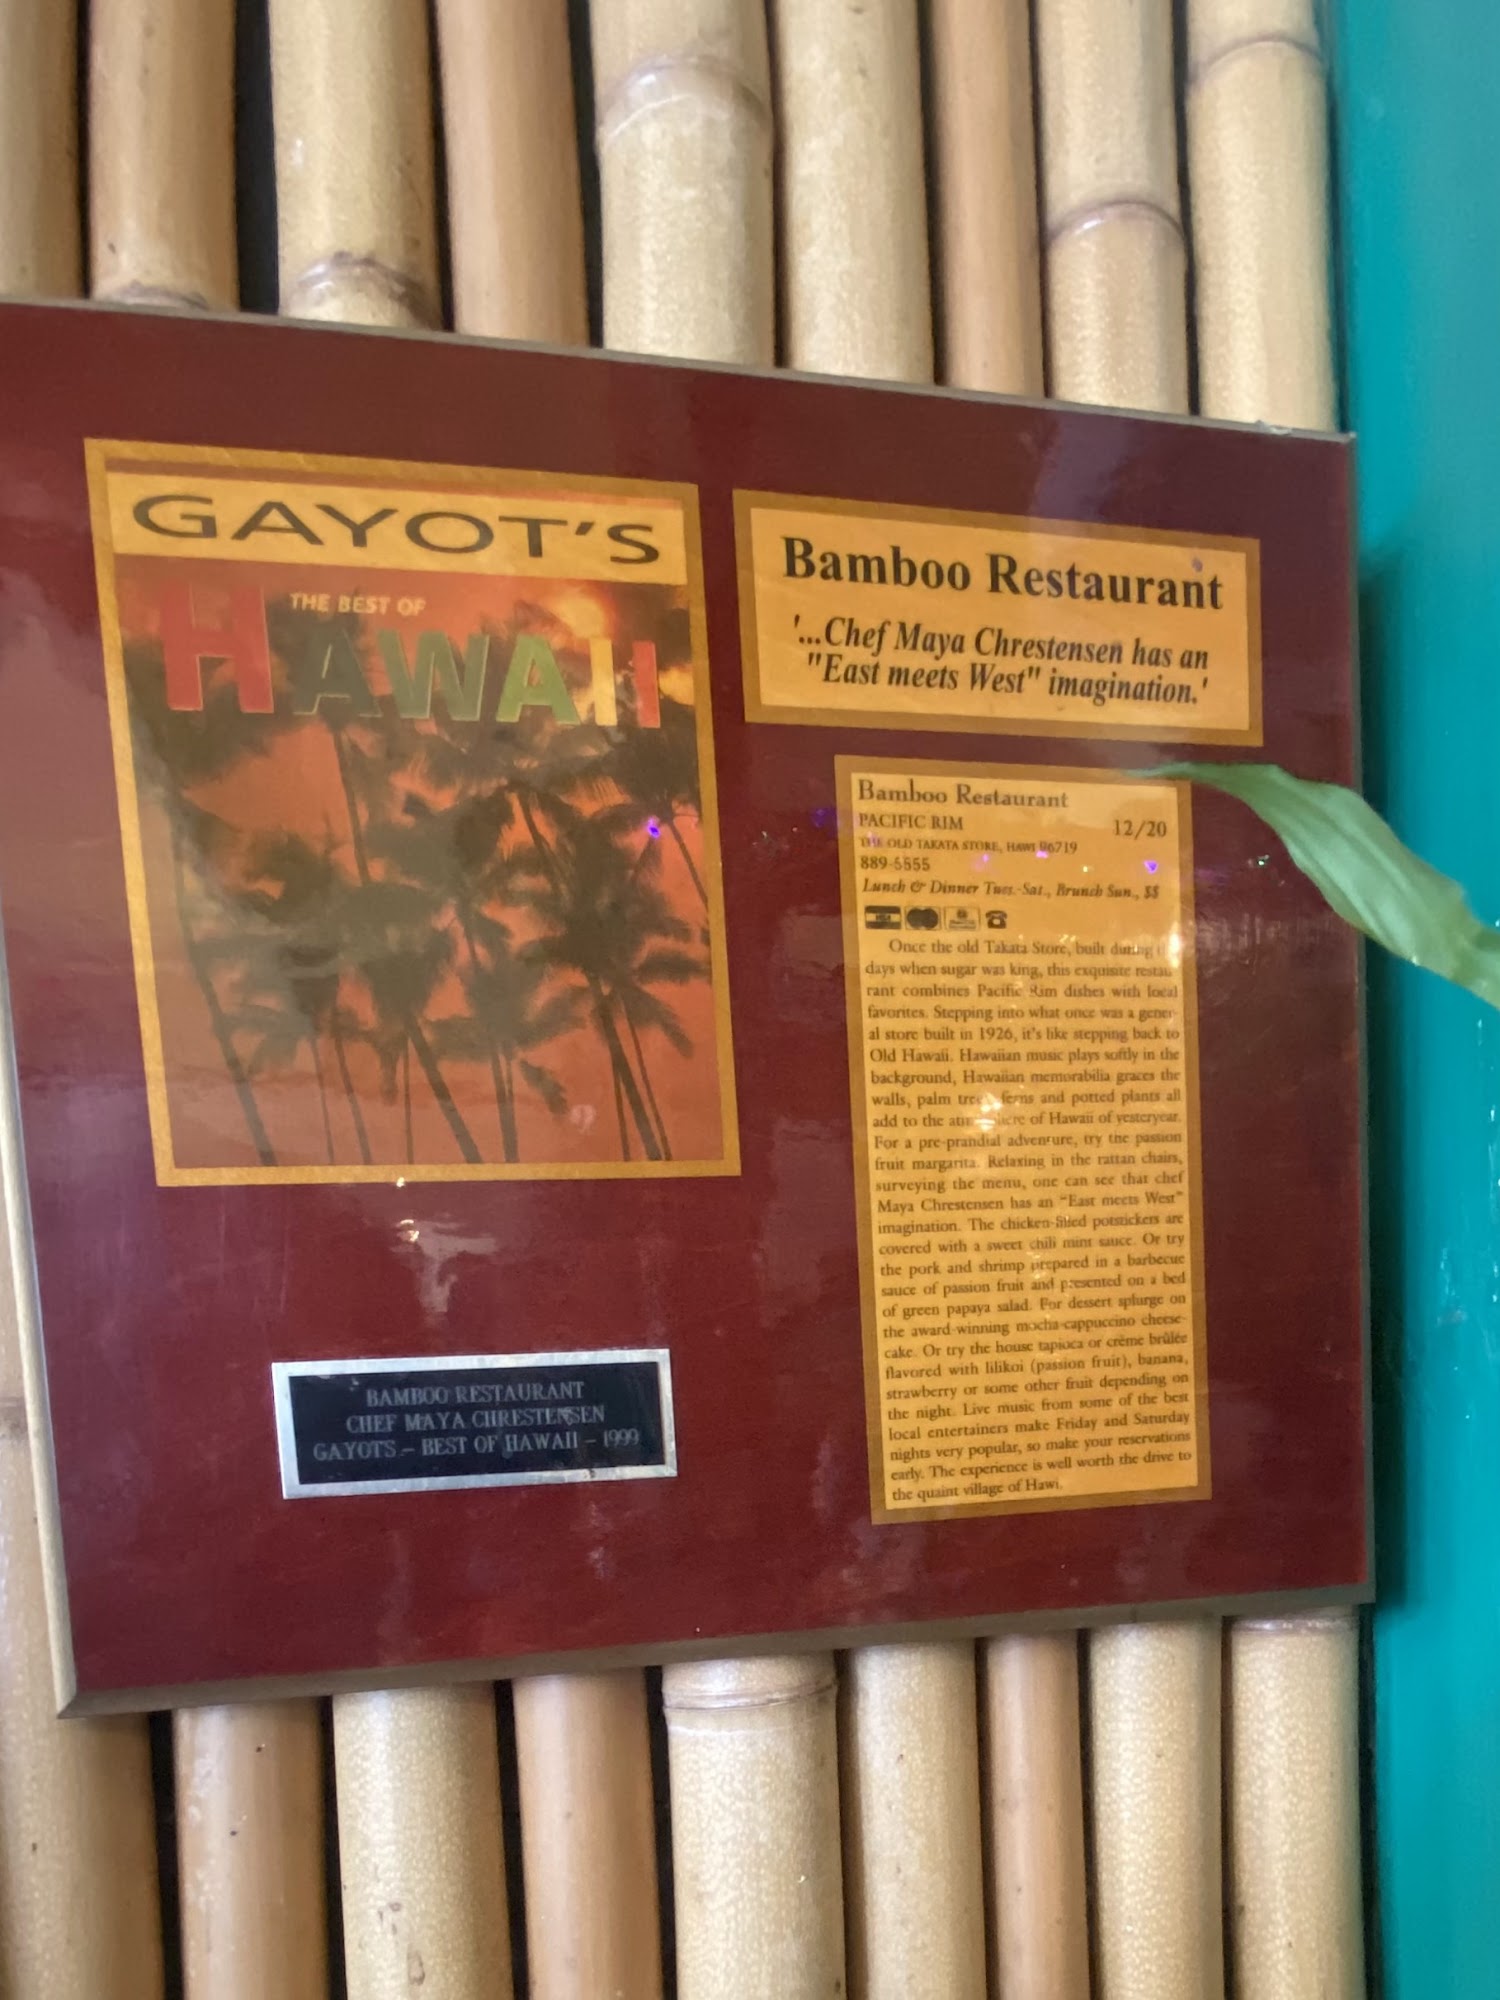 GAYOT'S
THE BEST OF
HAWAII
Bamboo Restaurant
'...Chef Maya Chrestensen has an
"East meets West" imagination.'
Bamboo Restaurant
PACIFIC RIM 12/20
THE OLD TAKATA STORE, HAWI 96719
889-5555
Lunch & Dinner Tues.-Sat., Brunch Sun., $$
VISA
Once the old Takata Store, built during
days when sugar was king, this exquisite restau-
rant combines Pacific Rim dishes with local
favorites. Stepping into what once was a gener-
al store built in 1926, it's like stepping back to
Old Hawaii. Hawaiian music plays softly in the
background, Hawaiian memorabilia graces the
walls, palm trees, ferns and potted plants all
add to the atmosphere of Hawaii of yesteryear.
For a pre-prandial adventure, try the passion
fruit margarita. Relaxing in the rattan chairs,
surveying the menu, one can see that chef
Maya Chrestensen has an "East meets West"
imagination. The chicken-filled potstickers are
covered with a sweet chili mint sauce. Or try
the pork and shrimp prepared in a barbecue
sauce of passion fruit and presented on a bed
of green papaya salad. For dessert splurge on
the award-winning mocha-cappuccino cheese-
cake. Or try the house tapioca or crème brûlée
flavored with lilikoi (passion fruit), banana,
strawberry or some other fruit depending on
the night. Live music from some of the best
local entertainers make Friday and Saturday
nights very popular, so make your reservations
early. The experience is well worth the drive to
the quaint village of Hawi.
BAMBOO RESTAURANT
CHEF MAYA CHRESTENSEN
GAYOTS – BEST OF HAWAII – 1999